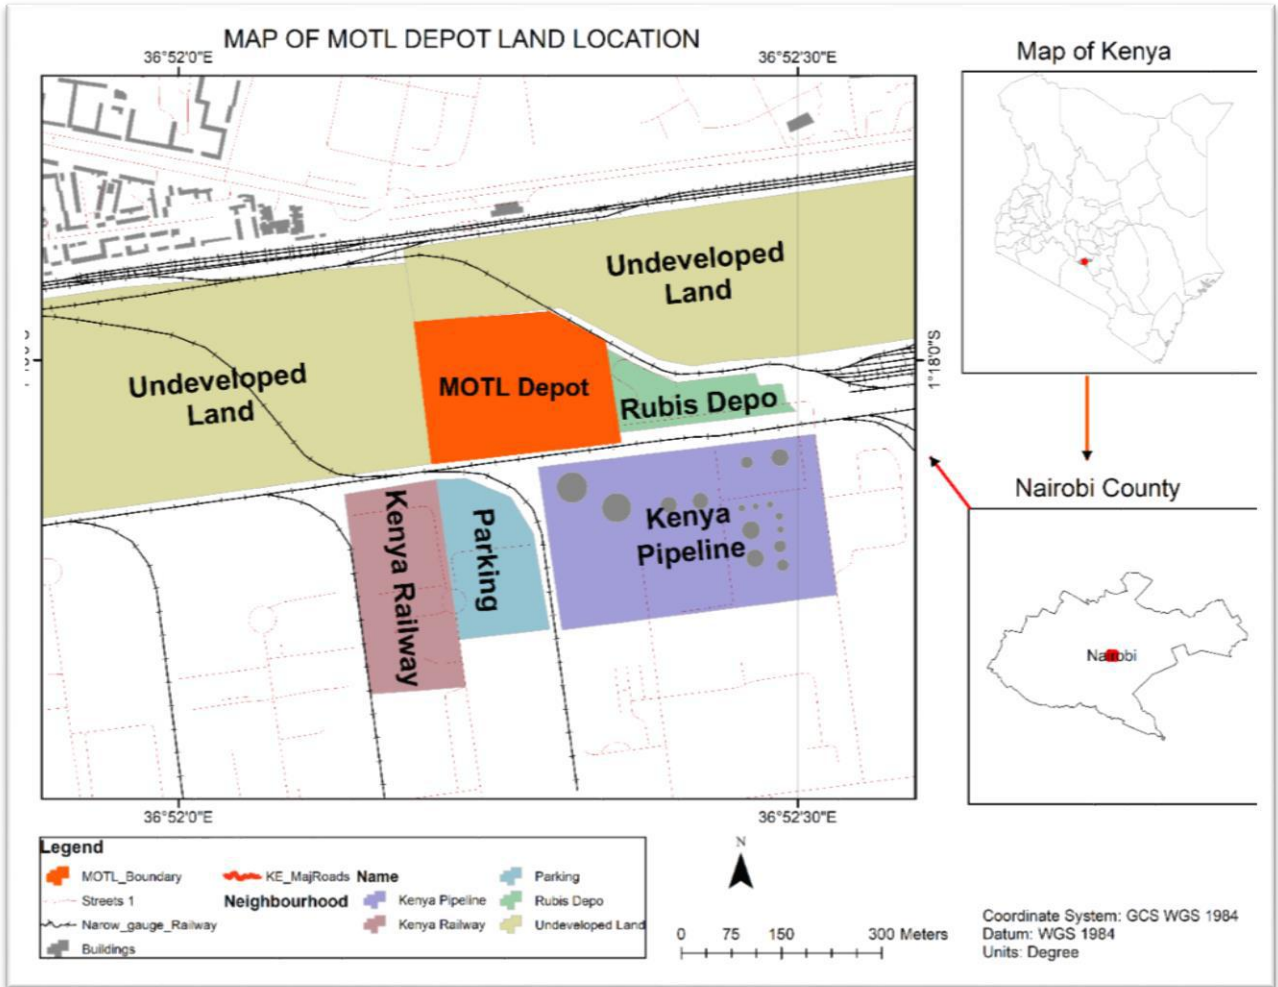 MAP OF MOTL DEPOT LAND LOCATION
36°52'0"E
36°52'30"E
Map of Kenya
Undeveloped
Land
Undeveloped
Land
MOTL Depot
Rubis Depo
1°18'0"S
Kenya Railway
Parking
Kenya
Pipeline
Nairobi County
Nairobi
36°52'0"E
36°52'30"E
Legend
MOTL_Boundary
Streets 1
Narow_gauge_Railway
Buildings
KE_MajRoads
Neighbourhood
Name
Kenya Pipeline
Kenya Railway
Parking
Rubis Depo
Undeveloped Land
N
0 75 150 300 Meters
Coordinate System: GCS WGS 1984
Datum: WGS 1984
Units: Degree